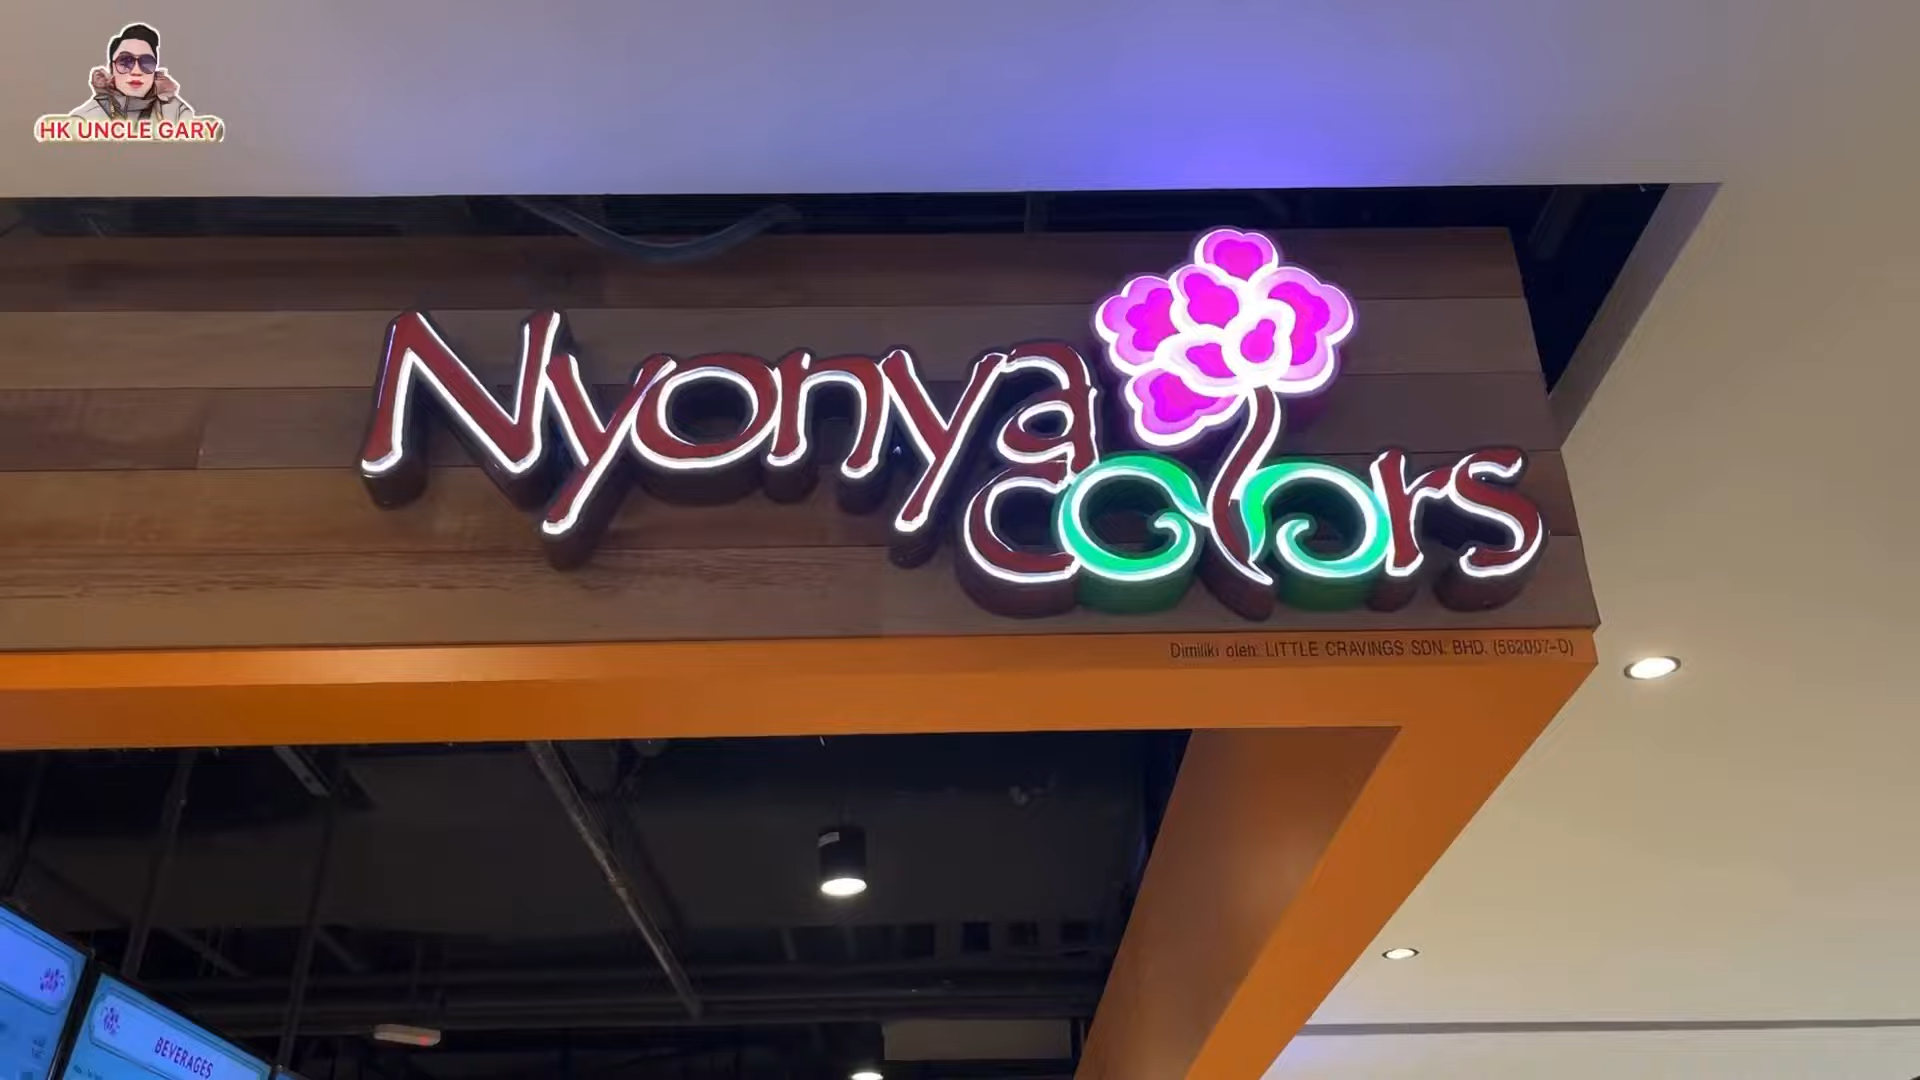 HK UNCLE GARY
Nyonya
colors
Dimiliki oleh: LITTLE CRAVINGS SDN. BHD. (562007-D)
BEVERAGES